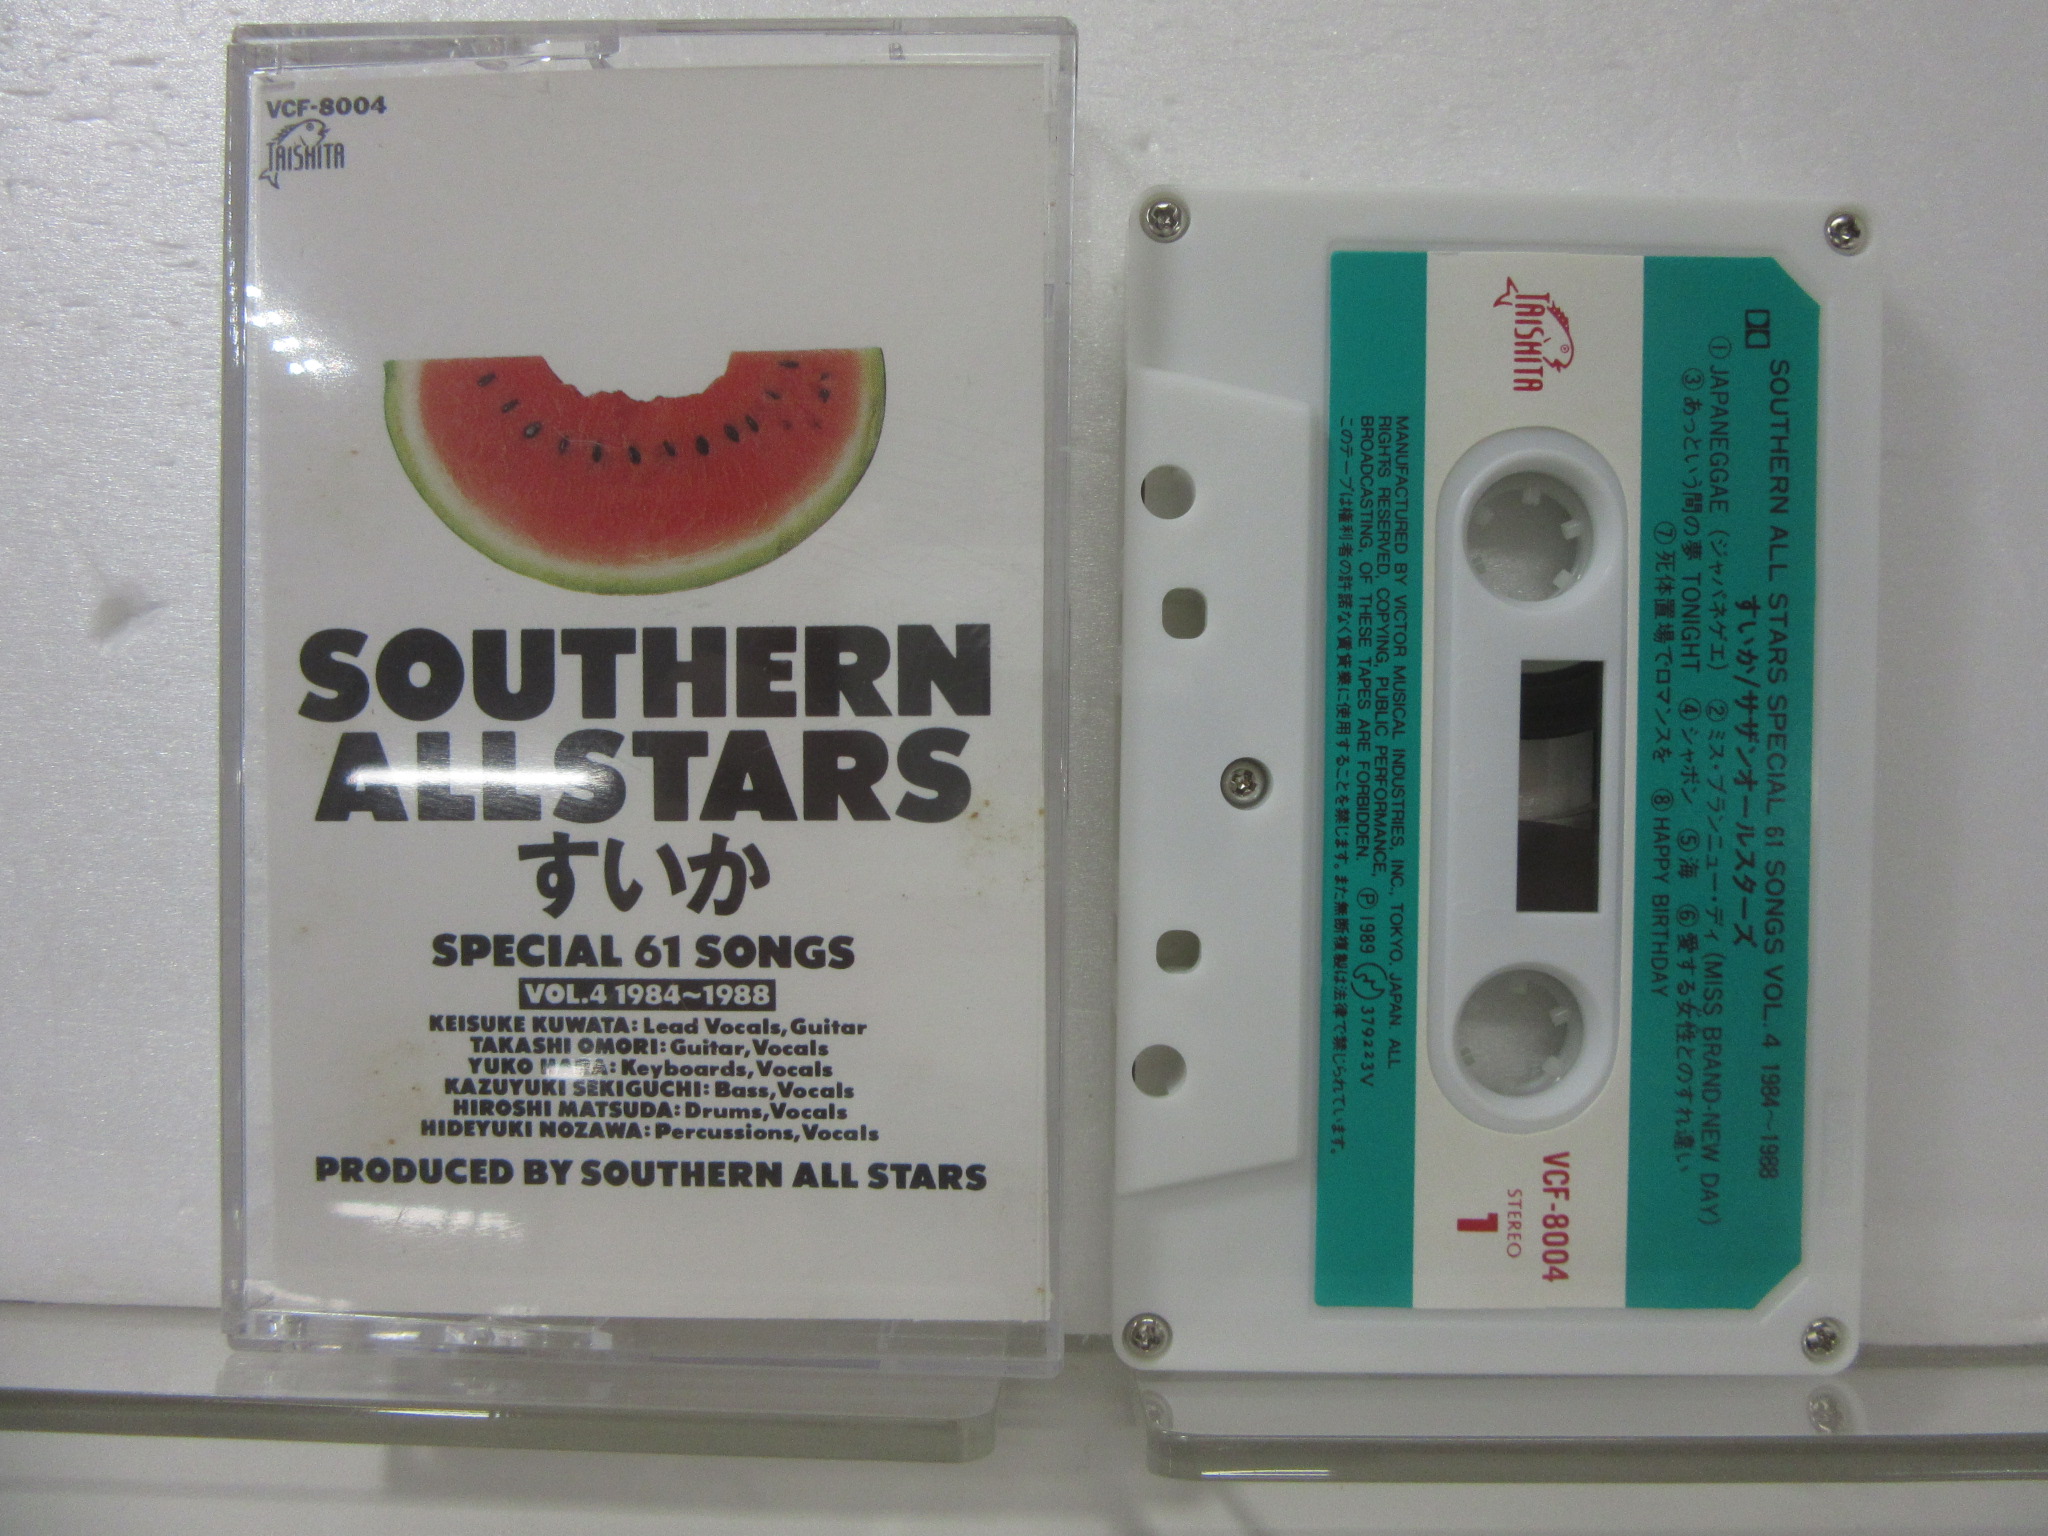 VCF-8004
TAISHITA
SOUTHERN
ALL STARS
すいか
SPECIAL 61 SONGS
VOL.4 1984~1988
KEISUKE KUWATA: Lead Vocals, Guitar
TAKASHI OMORI: Guitar, Vocals
YUKO HARA: Keyboards, Vocals
KAZUYUKI SEKIGUCHI: Bass, Vocals
HIROSHI MATSUDA: Drums, Vocals
HIDEYUKI NOZAWA: Percussions, Vocals
PRODUCED BY SOUTHERN ALL STARS
SOUTHERN ALL STARS SPECIAL 61 SONGS VOL.4 1984~1988
すいか/サザンオールスターズ
① JAPANEGGAE (ジャパネゲエ) ② ミス・ブランニュー・デイ (MISS BRAND-NEW DAY)
③ あっという間の夢 TONIGHT ④ シャボン ⑤ 海 ⑥ 愛する女性とのすれ違い
⑦ 死体置場でロマンスを ⑧ HAPPY BIRTHDAY
TAISHITA
VCF-8004
STEREO
1
MANUFACTURED BY VICTOR MUSICAL INDUSTRIES, INC., TOKYO, JAPAN. ALL
RIGHTS RESERVED, COPYING, PUBLIC PERFORMANCE,
BROADCASTING, OF THESE TAPES ARE FORBIDDEN. Ⓟ 1989 379223V
このテープは権利者の許諾なく賃貸業に使用することを禁じます。また無断複製は法律で禁じられています。